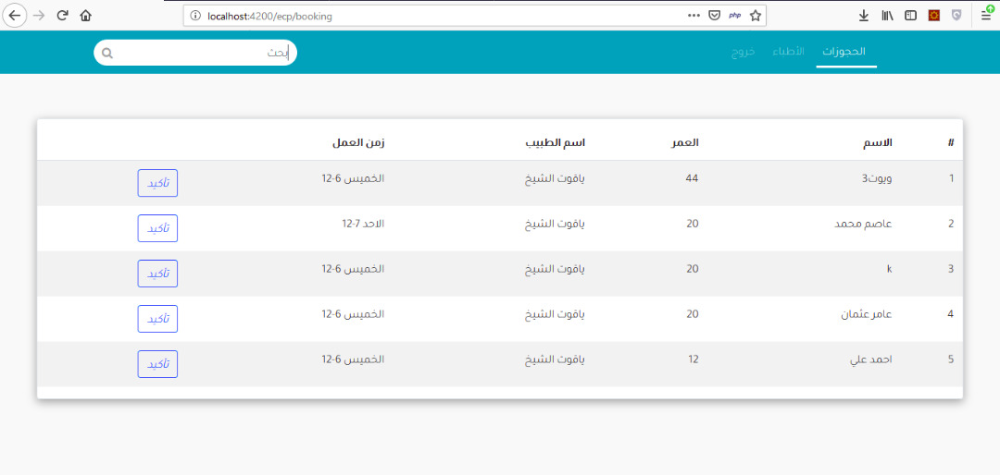 localhost:4200/ecp/booking
php
الحجوزات الأطباء خروج بحث
# الاسم العمر اسم الطبيب زمن العمل
1 ويوث3 44 ياقوت الشيخ الخميس 6-12 تأكيد
2 عاصم محمد 20 ياقوت الشيخ الاحد 7-12 تأكيد
3 k 20 ياقوت الشيخ الخميس 6-12 تأكيد
4 عامر عثمان 20 ياقوت الشيخ الخميس 6-12 تأكيد
5 احمد علي 12 ياقوت الشيخ الخميس 6-12 تأكيد